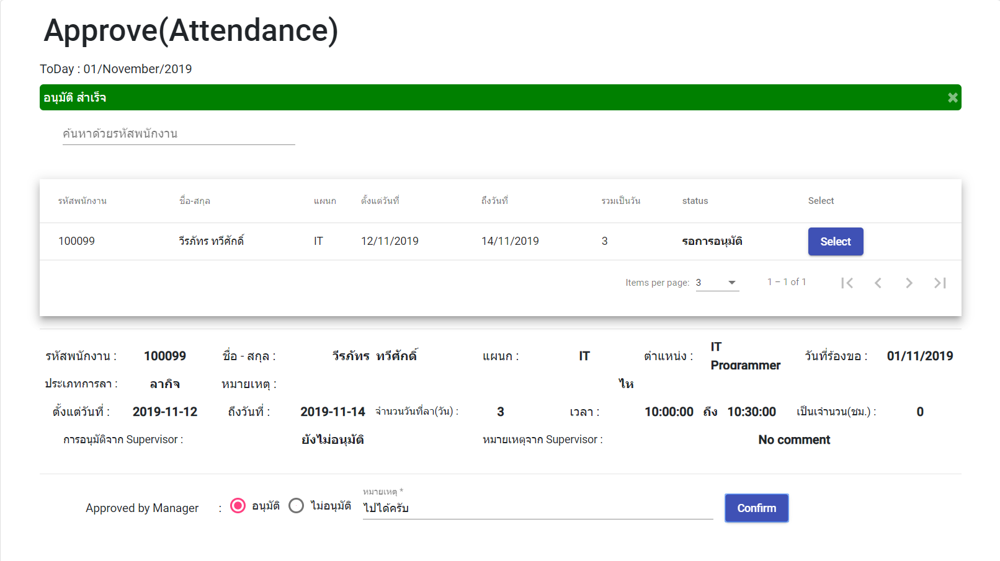 Approve(Attendance)
ToDay : 01/November/2019
อนุมัติ สำเร็จ
ค้นหาด้วยรหัสพนักงาน
รหัสพนักงาน ชื่อ-สกุล แผนก ตั้งแต่วันที่ ถึงวันที่ รวมเป็นวัน status Select
100099 วีรภัทร ทวีศักดิ์ IT 12/11/2019 14/11/2019 3 รอการอนุมัติ Select
Items per page: 3 1 – 1 of 1
รหัสพนักงาน : 100099 ชื่อ - สกุล : วีรภัทร ทวีศักดิ์ แผนก : IT ตำแหน่ง : IT Programmer วันที่ร้องขอ : 01/11/2019
ประเภทการลา : ลากิจ หมายเหตุ : ไห
ตั้งแต่วันที่ : 2019-11-12 ถึงวันที่ : 2019-11-14 จำนวนวันที่ลา(วัน) : 3 เวลา : 10:00:00 ถึง 10:30:00 เป็นเจำนวน(ชม.) : 0
การอนุมัติจาก Supervisor : ยังไม่อนุมัติ หมายเหตุจาก Supervisor : No comment
หมายเหตุ *
Approved by Manager : อนุมัติ ไม่อนุมัติ ไปได้ครับ Confirm